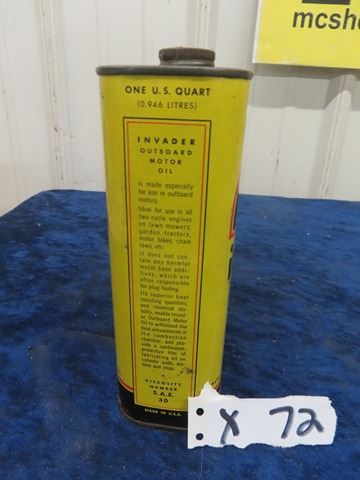 mcshe
ONE U.S. QUART
(0.946 LITRES)
INVADER
OUTBOARD
MOTOR
OIL
is made especially
for use in outboard
motors.
Ideal for use in all
two-cycle engines
on lawn mowers,
garden tractors,
motor bikes, chain
saws, etc.
It does not con-
tain any harmful
metal-base addi-
tives, which are
often responsible
for plug fouling.
Its superior heat
resisting qualities,
and chemical sta-
bility, enable Invad-
er Outboard Motor
Oil to withstand the
heat encountered in
the combustion
chamber, and pro-
vide a continuous,
protective film of
lubricating oil on
cylinder walls, pis-
tons and rings.
VISCOSITY
NUMBER
S.A.E.
30
MADE IN U.S.A.
X 72